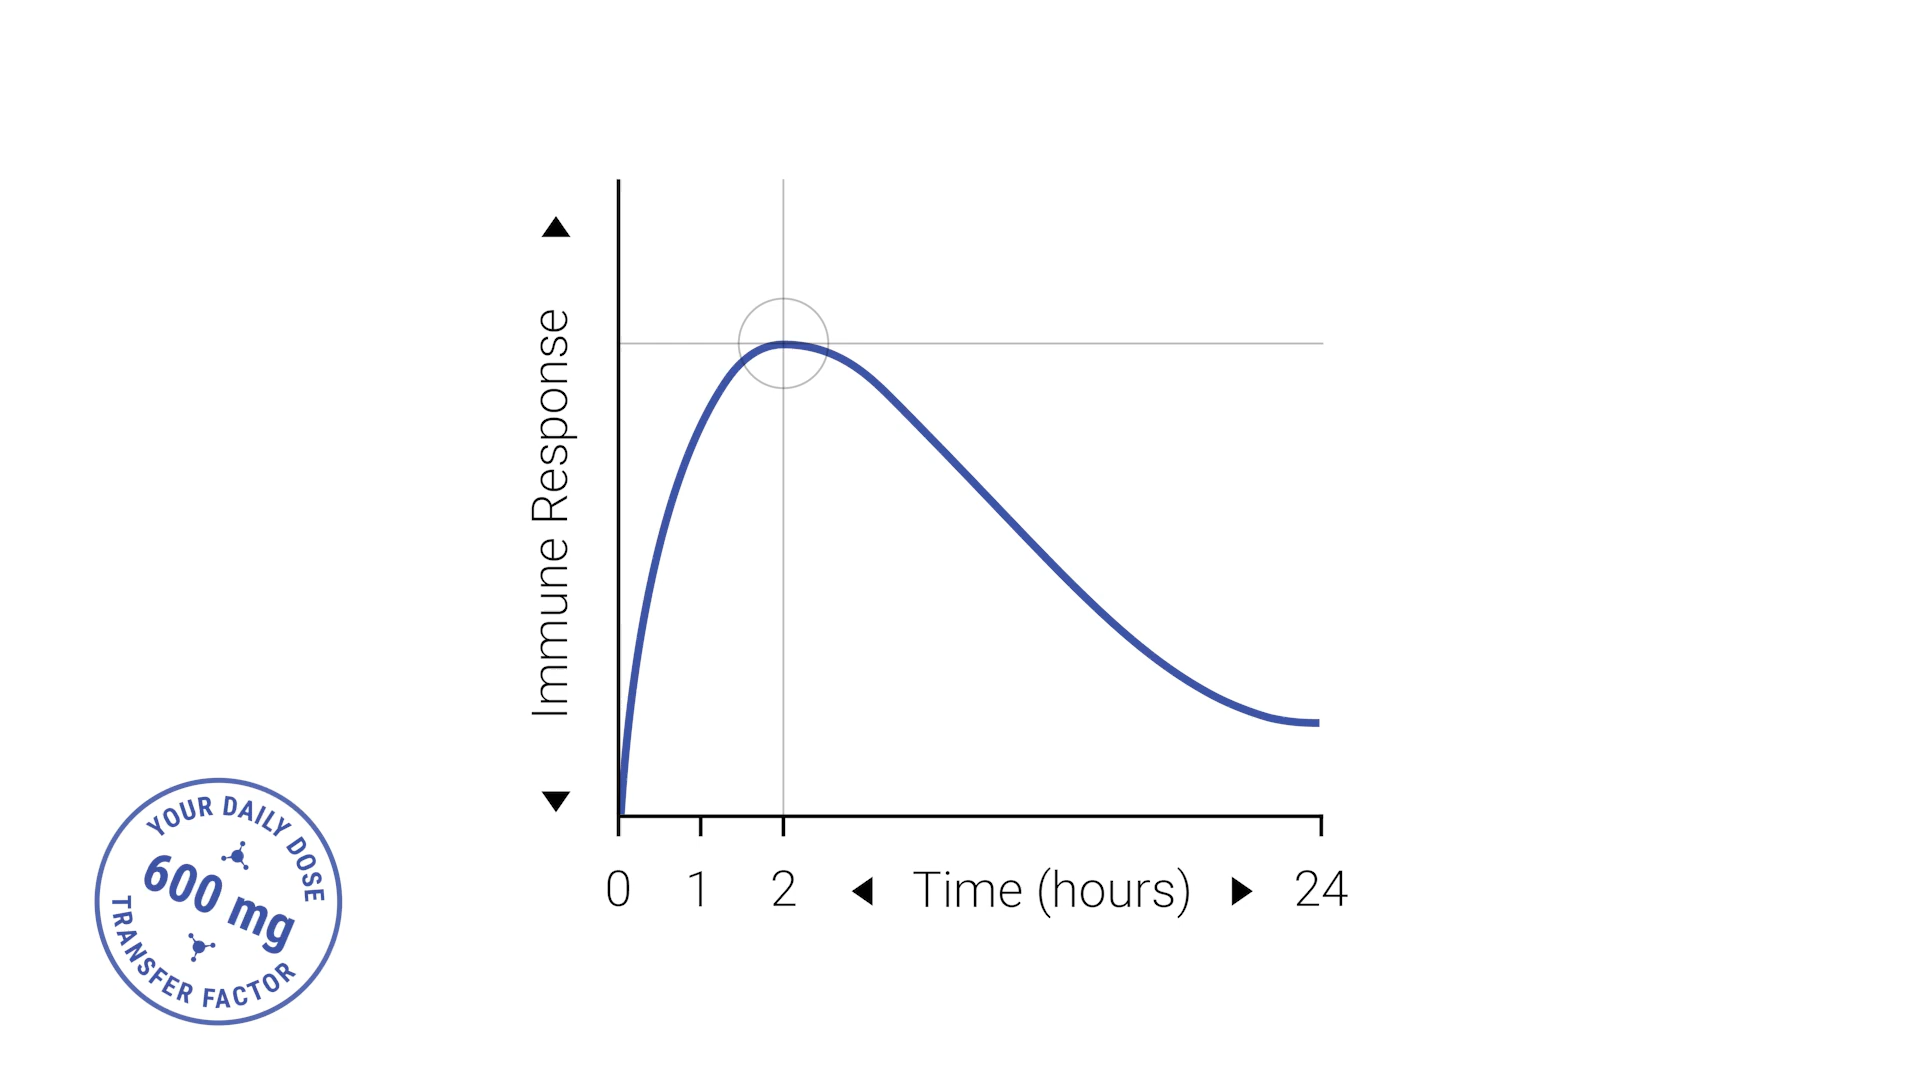 Immune Response
0 1 2 Time (hours) 24
YOUR DAILY DOSE
600 mg
TRANSFER FACTOR